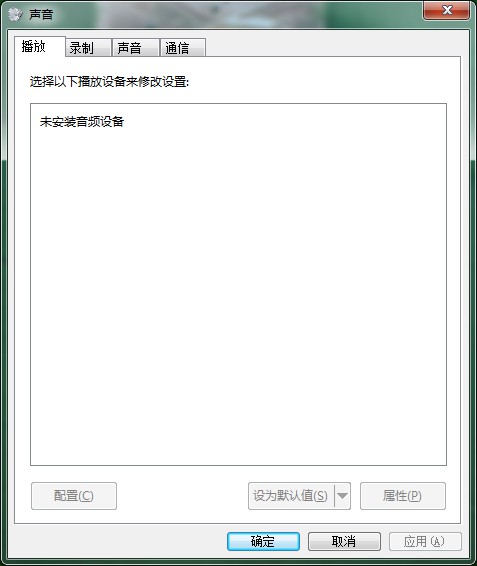 声音
播放 录制 声音 通信
选择以下播放设备来修改设置:
未安装音频设备
配置(C) 设为默认值(S) 属性(P)
确定 取消 应用(A)